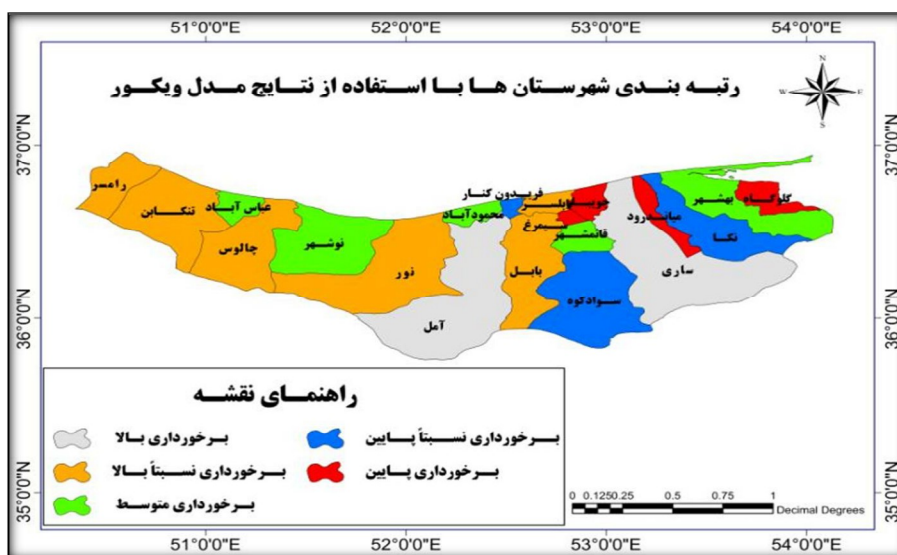 51°0'0"E 52°0'0"E 53°0'0"E 54°0'0"E
رتبه بندی شهرستان ها با استفاده از نتایج مدل ویکور
N
W E
S
37°0'0"N 37°0'0"N
رامسر
تنکابن
عباس آباد
چالوس
نوشهر
نور
محمودآباد
آمل
فریدون کنار
بابلسر
سیمرغ
بابل
قائمشهر
سوادکوه
جویبار
ساری
میاندرود
نکا
بهشهر
گلوگاه
36°0'0"N 36°0'0"N
راهنمای نقشه
برخورداری بالا
برخورداری نسبتاً بالا
برخورداری متوسط
برخورداری نسبتاً پایین
برخورداری پایین
35°0'0"N 35°0'0"N
0 0.1250.25 0.5 0.75 1
Decimal Degrees
51°0'0"E 52°0'0"E 53°0'0"E 54°0'0"E